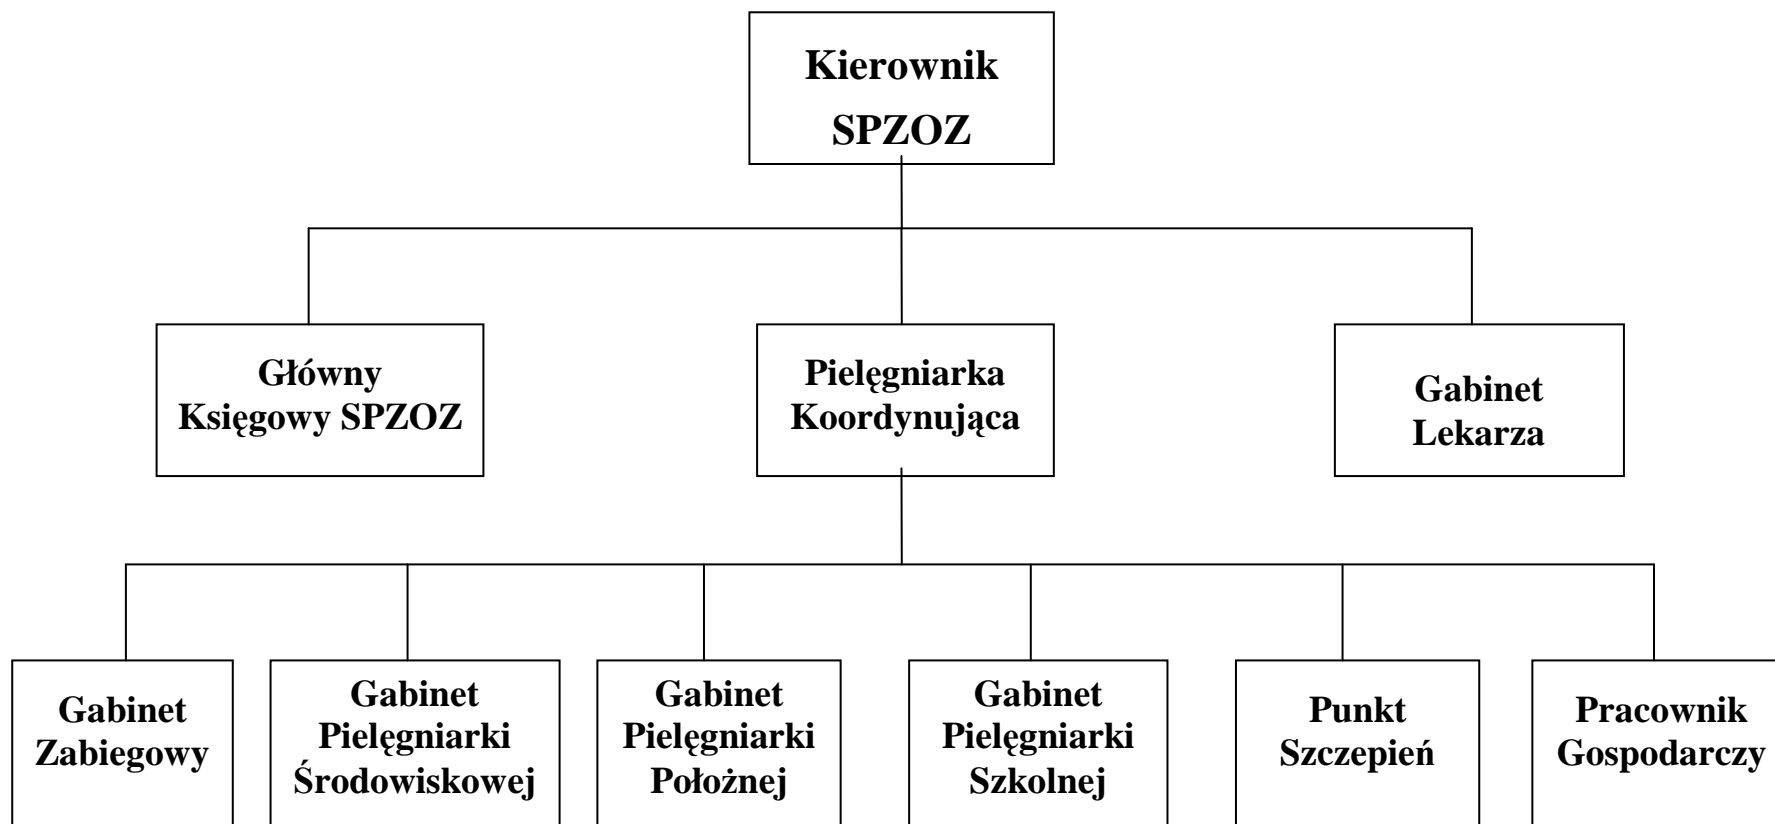 Kierownik
SPZOZ
Główny
Księgowy SPZOZ
Pielęgniarka
Koordynująca
Gabinet
Lekarza
Gabinet
Zabiegowy
Gabinet
Pielęgniarki
Środowiskowej
Gabinet
Pielęgniarki
Położnej
Gabinet
Pielęgniarki
Szkolnej
Punkt
Szczepień
Pracownik
Gospodarczy